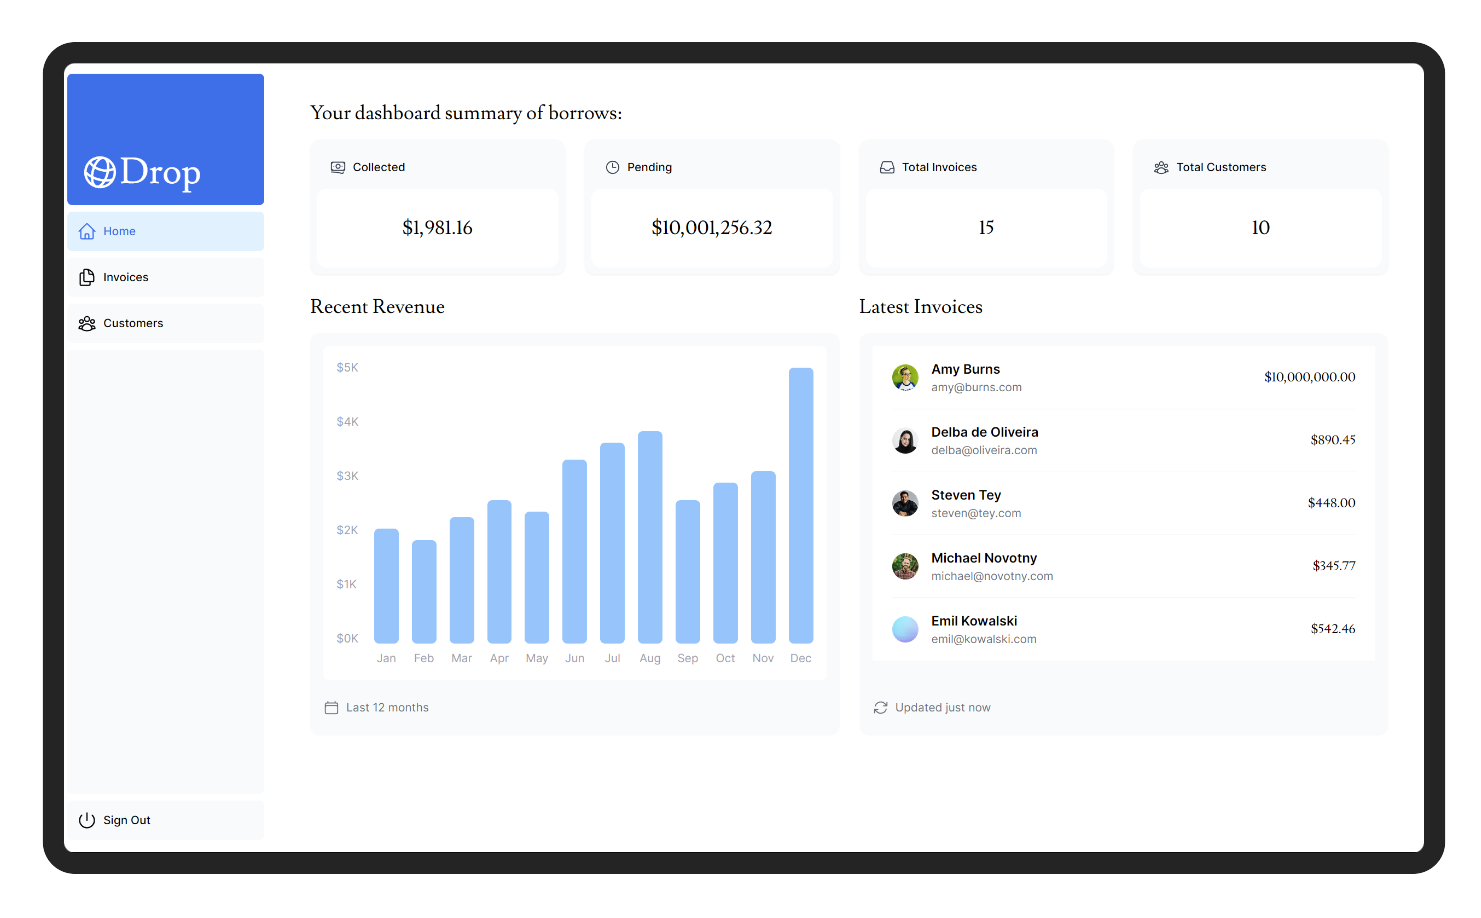 Drop
Home
Invoices
Customers
Sign Out
Your dashboard summary of borrows:
Collected
$1,981.16
Pending
$10,001,256.32
Total Invoices
15
Total Customers
10
Recent Revenue
$5K
$4K
$3K
$2K
$1K
$0K
Jan Feb Mar Apr May Jun Jul Aug Sep Oct Nov Dec
Last 12 months
Latest Invoices
Amy Burns
amy@burns.com
$10,000,000.00
Delba de Oliveira
delba@oliveira.com
$890.45
Steven Tey
steven@tey.com
$448.00
Michael Novotny
michael@novotny.com
$345.77
Emil Kowalski
emil@kowalski.com
$542.46
Updated just now